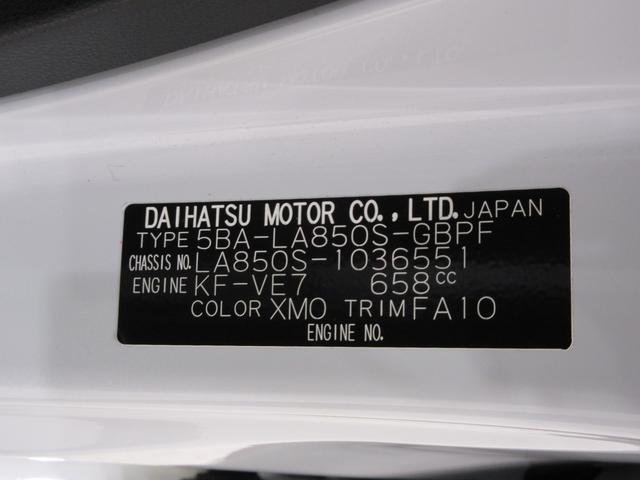 DAIHATSU MOTOR CO., LTD. JAPAN
TYPE 5BA-LA850S-GBPF
CHASSIS NO. LA850S-1036551
ENGINE KF-VE7 658cc
COLOR XM0 TRIM FA10
ENGINE NO.